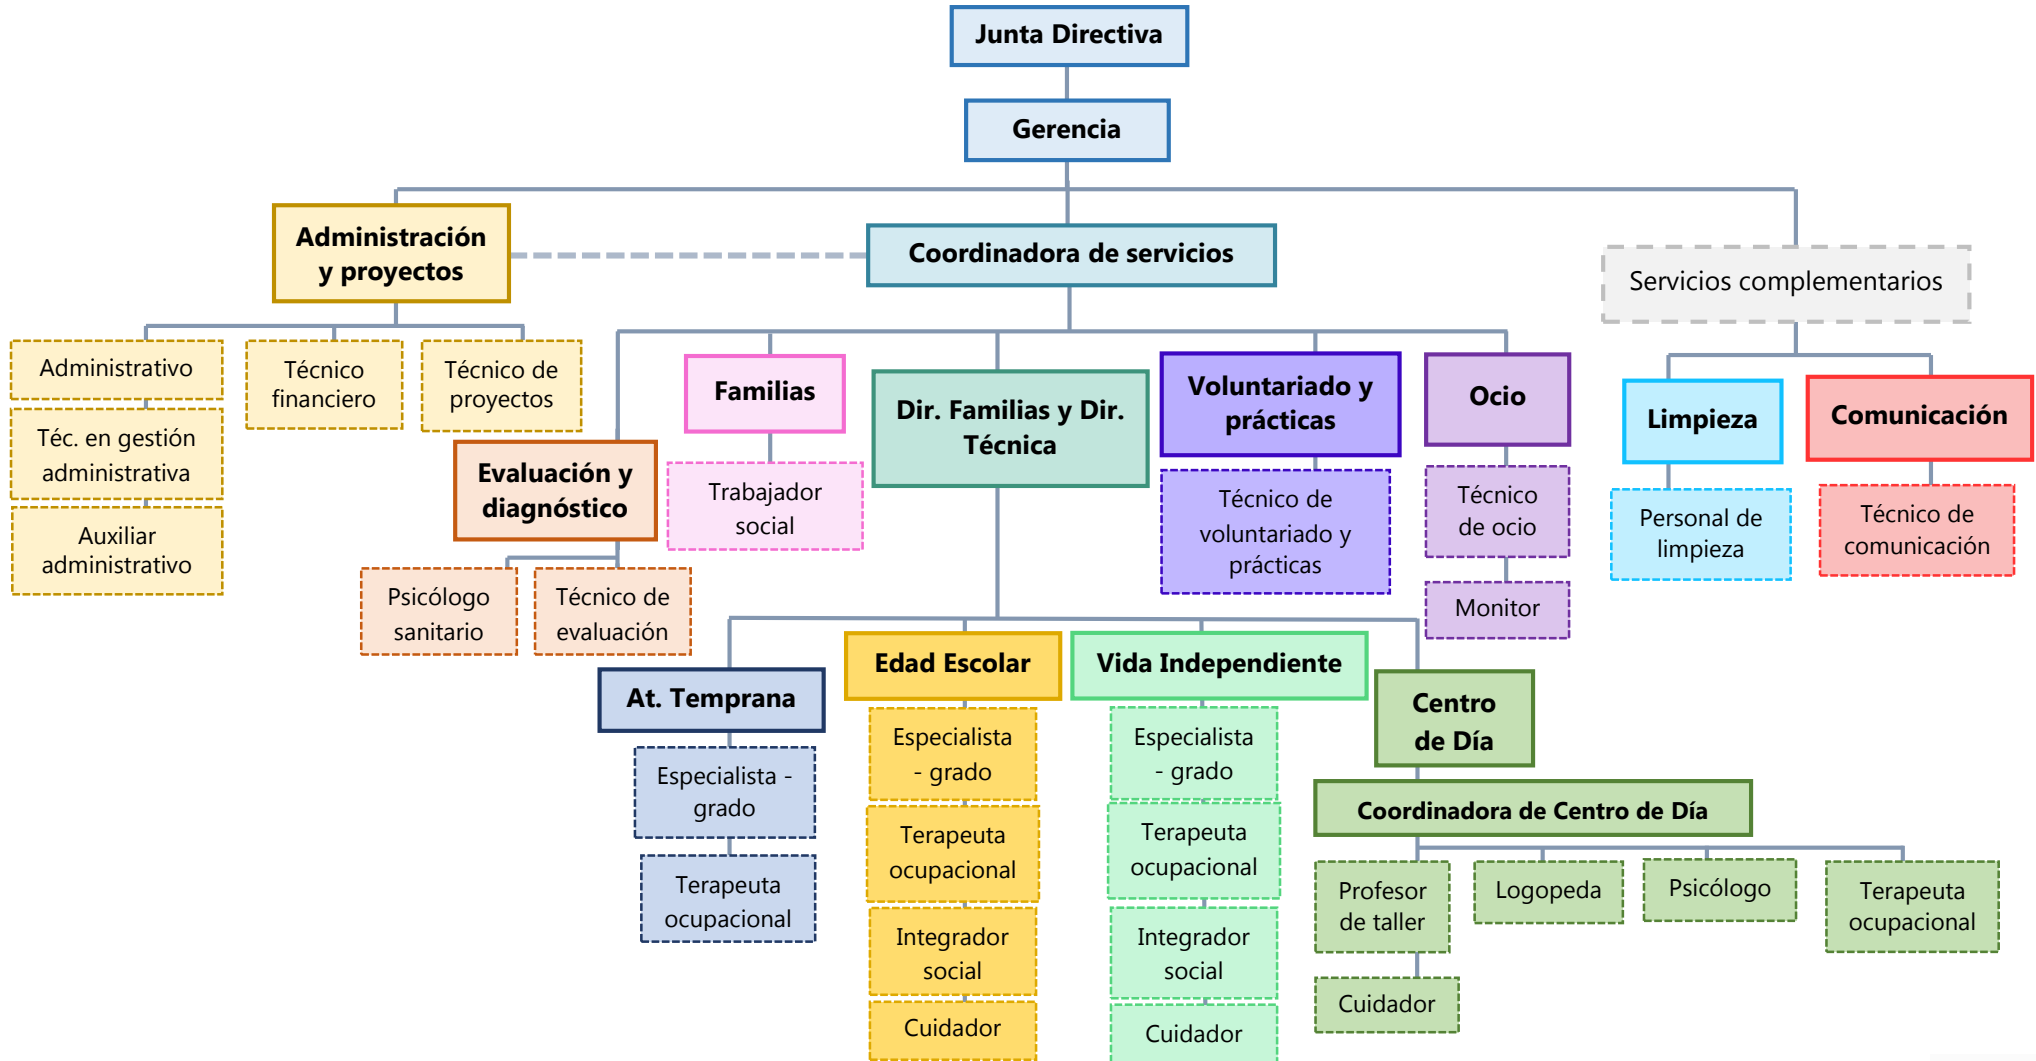 Junta Directiva
Gerencia
Administración
y proyectos
Coordinadora de servicios
Servicios complementarios
Administrativo
Técnico
financiero
Técnico de
proyectos
Téc. en gestión
administrativa
Auxiliar
administrativo
Evaluación y
diagnóstico
Psicólogo
sanitario
Técnico de
evaluación
Familias
Trabajador
social
Dir. Familias y Dir.
Técnica
Voluntariado y
prácticas
Técnico de
voluntariado y
prácticas
Ocio
Técnico
de ocio
Monitor
Limpieza
Personal de
limpieza
Comunicación
Técnico de
comunicación
At. Temprana
Especialista -
grado
Terapeuta
ocupacional
Edad Escolar
Especialista
- grado
Terapeuta
ocupacional
Integrador
social
Cuidador
Vida Independiente
Especialista
- grado
Terapeuta
ocupacional
Integrador
social
Cuidador
Centro
de Día
Coordinadora de Centro de Día
Profesor
de taller
Cuidador
Logopeda
Psicólogo
Terapeuta
ocupacional